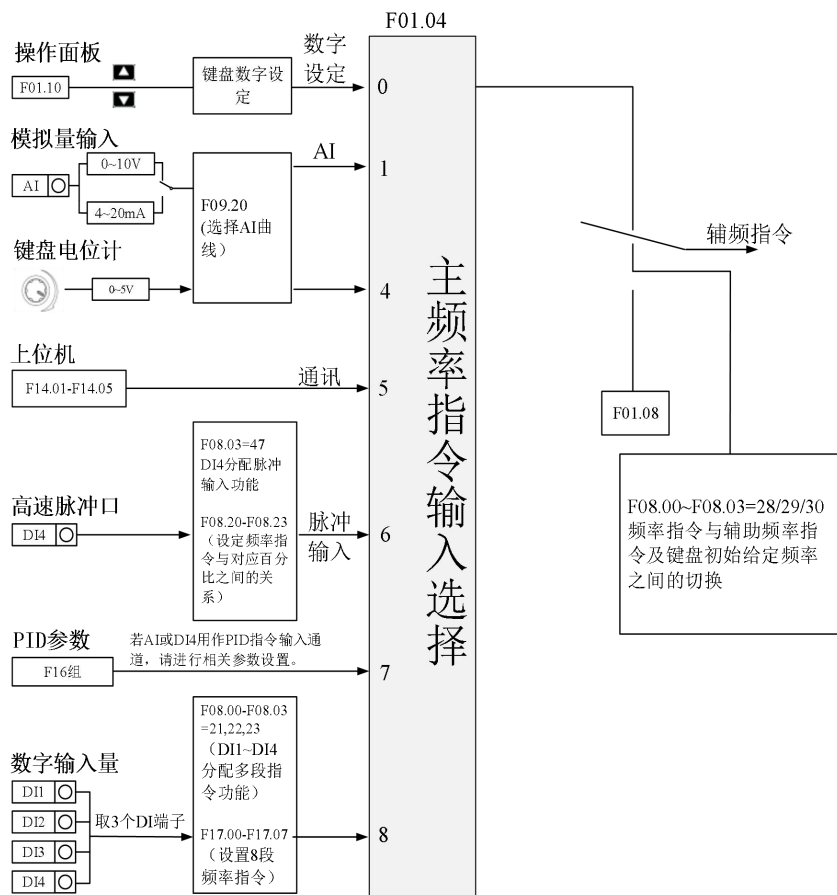 F01.04
操作面板
F01.10
键盘数字设
定
数字
设定
0
模拟量输入
AI
0~10V
4~20mA
F09.20
(选择AI曲
线）
AI
1
键盘电位计
0~5V
4
上位机
F14.01-F14.05
通讯
5
高速脉冲口
DI4
F08.03=47
DI4分配脉冲
输入功能
F08.20-F08.23
（设定频率指
令与对应百分
比之间的关
系）
脉冲
输入
6
PID参数
F16组
若AI或DI4用作PID指令输入通
道，请进行相关参数设置。
7
数字输入量
DI1
DI2
DI3
DI4
取3个DI端子
F08.00-F08.03
=21,22,23
（DI1~DI4
分配多段指
令功能）
F17.00-F17.07
（设置8段
频率指令）
8
主频率指令输入选择
辅频指令
F01.08
F08.00~F08.03=28/29/30
频率指令与辅助频率指
令及键盘初始给定频率
之间的切换